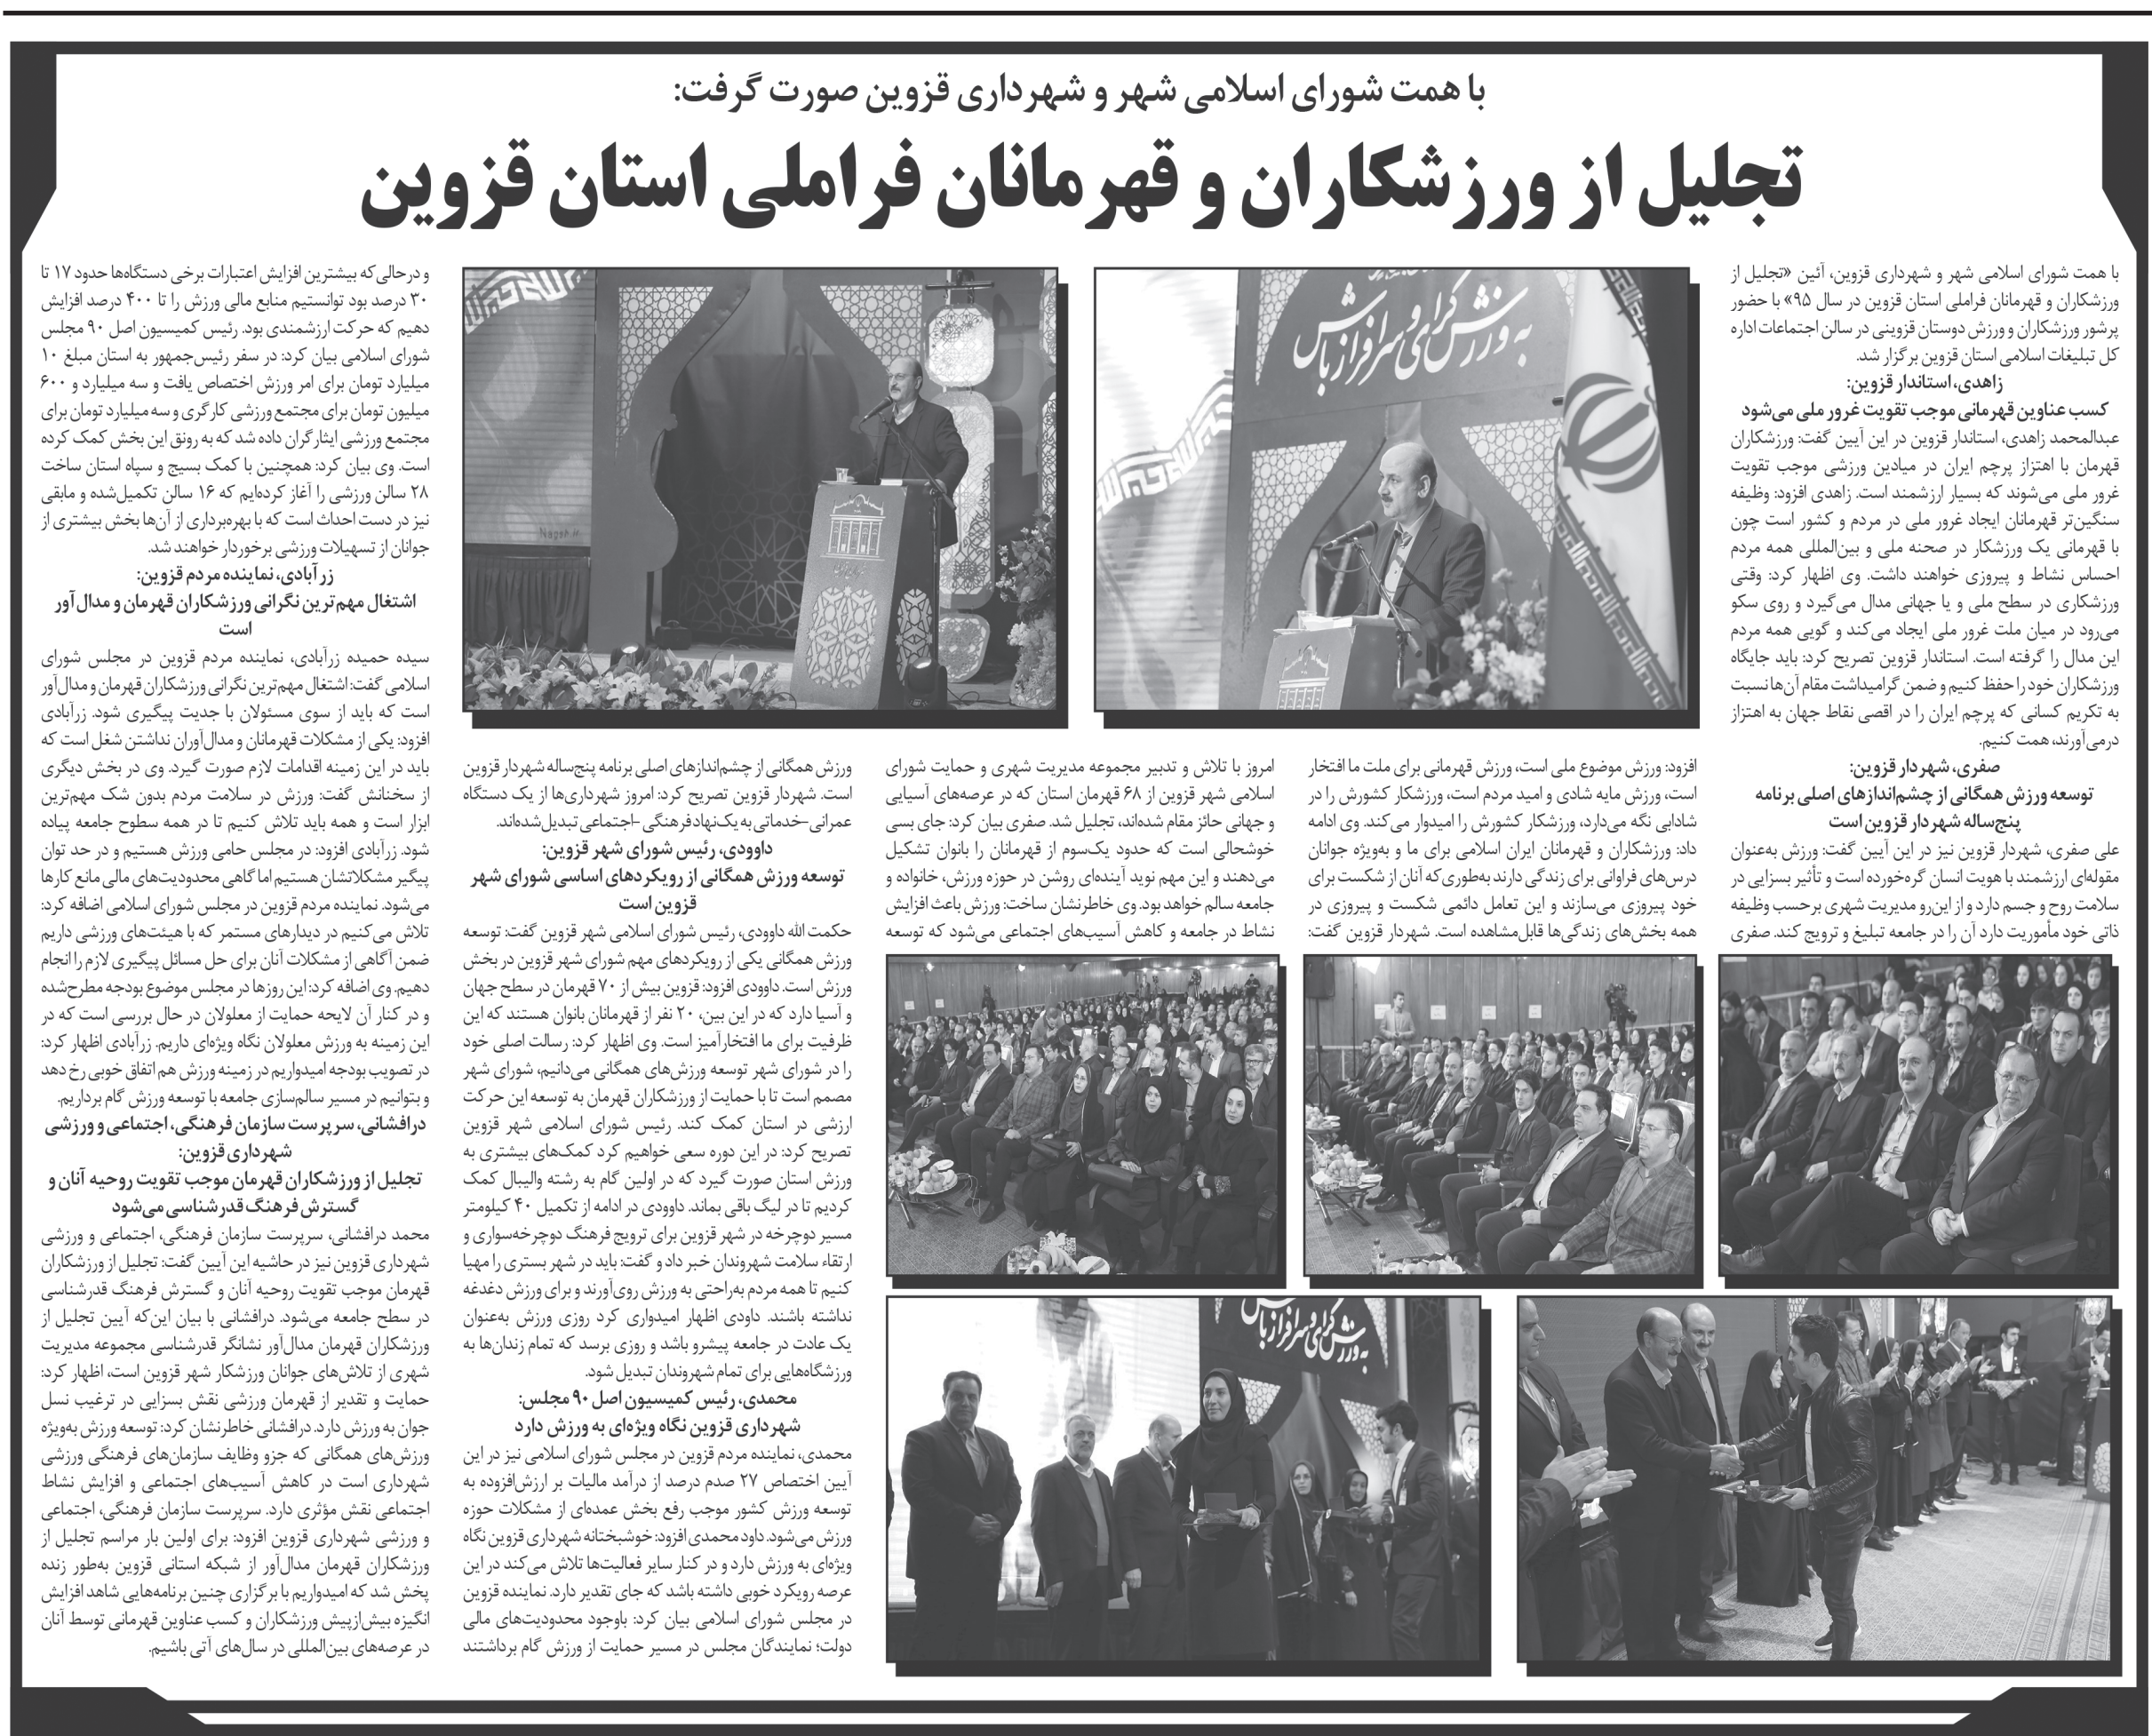 با همت شورای اسلامی شهر و شهرداری قزوین صورت گرفت:
تجلیل از ورزشکاران و قهرمانان فراملی استان قزوین
با همت شورای اسلامی شهر و شهرداری قزوین، آئین «تجلیل از
ورزشکاران و قهرمانان فراملی استان قزوین در سال ۹۵» با حضور
پرشور ورزشکاران و ورزش دوستان قزوینی در سالن اجتماعات اداره
کل تبلیغات اسلامی استان قزوین برگزار شد.
زاهدی، استاندار قزوین:
کسب عناوین قهرمانی موجب تقویت غرور ملی می‌شود
عبدالمحمد زاهدی، استاندار قزوین در این آیین گفت: ورزشکاران
قهرمان با اهتزاز پرچم ایران در میادین ورزشی موجب تقویت
غرور ملی می‌شوند که بسیار ارزشمند است. زاهدی افزود: وظیفه
سنگین‌تر قهرمانان ایجاد غرور ملی در مردم و کشور است چون
با قهرمانی یک ورزشکار در صحنه ملی و بین‌المللی همه مردم
احساس نشاط و پیروزی خواهند داشت. وی اظهار کرد: وقتی
ورزشکاری در سطح ملی و یا جهانی مدال می‌گیرد و روی سکو
می‌رود در میان ملت غرور ملی ایجاد می‌کند و گویی همه مردم
این مدال را گرفته است. استاندار قزوین تصریح کرد: باید جایگاه
ورزشکاران خود را حفظ کنیم و ضمن گرامیداشت مقام آن‌ها نسبت
به تکریم کسانی که پرچم ایران را در اقصی نقاط جهان به اهتزاز
درمی‌آورند، همت کنیم.
صفری، شهردار قزوین:
توسعه ورزش همگانی از چشم‌اندازهای اصلی برنامه
پنج‌ساله شهردار قزوین است
علی صفری، شهردار قزوین نیز در این آیین گفت: ورزش به‌عنوان
مقوله‌ای ارزشمند با هویت انسان گره‌خورده است و تأثیر بسزایی در
سلامت روح و جسم دارد و از این‌رو مدیریت شهری برحسب وظیفه
ذاتی خود مأموریت دارد آن را در جامعه تبلیغ و ترویج کند. صفری
افزود: ورزش موضوع ملی است، ورزش قهرمانی برای ملت ما افتخار
است، ورزش مایه شادی و امید مردم است، ورزشکار کشورش را در
شادابی نگه می‌دارد، ورزشکار کشورش را امیدوار می‌کند. وی ادامه
داد: ورزشکاران و قهرمانان ایران اسلامی برای ما و به‌ویژه جوانان
درس‌های فراوانی برای زندگی دارند به‌طوری‌که آنان از شکست برای
خود پیروزی می‌سازند و این تعامل دائمی شکست و پیروزی در
همه بخش‌های زندگی‌ها قابل‌مشاهده است. شهردار قزوین گفت:
امروز با تلاش و تدبیر مجموعه مدیریت شهری و حمایت شورای
اسلامی شهر قزوین از ۶۸ قهرمان استان که در عرصه‌های آسیایی
و جهانی حائز مقام شده‌اند، تجلیل شد. صفری بیان کرد: جای بسی
خوشحالی است که حدود یک‌سوم از قهرمانان را بانوان تشکیل
می‌دهند و این مهم نوید آینده‌ای روشن در حوزه ورزش، خانواده و
جامعه سالم خواهد بود. وی خاطرنشان ساخت: ورزش باعث افزایش
نشاط در جامعه و کاهش آسیب‌های اجتماعی می‌شود که توسعه
ورزش همگانی از چشم‌اندازهای اصلی برنامه پنج‌ساله شهردار قزوین
است. شهردار قزوین تصریح کرد: امروز شهرداری‌ها از یک دستگاه
عمرانی-خدماتی به یک‌نهاد فرهنگی-اجتماعی تبدیل‌شده‌اند.
داوودی، رئیس شورای شهر قزوین:
توسعه ورزش همگانی از رویکردهای اساسی شورای شهر
قزوین است
حکمت الله داوودی، رئیس شورای اسلامی شهر قزوین گفت: توسعه
ورزش همگانی یکی از رویکردهای مهم شورای شهر قزوین در بخش
ورزش است. داوودی افزود: قزوین بیش از ۷۰ قهرمان در سطح جهان
و آسیا دارد که در این بین، ۲۰ نفر از قهرمانان بانوان هستند که این
ظرفیت برای ما افتخارآمیز است. وی اظهار کرد: رسالت اصلی خود
را در شورای شهر توسعه ورزش‌های همگانی می‌دانیم، شورای شهر
مصمم است تا با حمایت از ورزشکاران قهرمان به توسعه این حرکت
ارزشی در استان کمک کند. رئیس شورای اسلامی شهر قزوین
تصریح کرد: در این دوره سعی خواهیم کرد کمک‌های بیشتری به
ورزش استان صورت گیرد که در اولین گام به رشته والیبال کمک
کردیم تا در لیگ باقی بماند. داوودی در ادامه از تکمیل ۴۰ کیلومتر
مسیر دوچرخه در شهر قزوین برای ترویج فرهنگ دوچرخه‌سواری و
ارتقاء سلامت شهروندان خبر داد و گفت: باید در شهر بستری را مهیا
کنیم تا همه مردم به‌راحتی به ورزش روی‌آورند و برای ورزش دغدغه
نداشته باشند. داودی اظهار امیدواری کرد روزی ورزش به‌عنوان
یک عادت در جامعه پیشرو باشد و روزی برسد که تمام زندان‌ها به
ورزشگاه‌هایی برای تمام شهروندان تبدیل شود.
محمدی، رئیس کمیسیون اصل ۹۰ مجلس:
شهرداری قزوین نگاه ویژه‌ای به ورزش دارد
محمدی، نماینده مردم قزوین در مجلس شورای اسلامی نیز در این
آیین اختصاص ۲۷ صدم درصد از درآمد مالیات بر ارزش‌افزوده به
توسعه ورزش کشور موجب رفع بخش عمده‌ای از مشکلات حوزه
ورزش می‌شود. داود محمدی افزود: خوشبختانه شهرداری قزوین نگاه
ویژه‌ای به ورزش دارد و در کنار سایر فعالیت‌ها تلاش می‌کند در این
عرصه رویکرد خوبی داشته باشد که جای تقدیر دارد. نماینده قزوین
در مجلس شورای اسلامی بیان کرد: باوجود محدودیت‌های مالی
دولت؛ نمایندگان مجلس در مسیر حمایت از ورزش گام برداشتند
و درحالی‌که بیشترین افزایش اعتبارات برخی دستگاه‌ها حدود ۱۷ تا
۳۰ درصد بود توانستیم منابع مالی ورزش را تا ۴۰۰ درصد افزایش
دهیم که حرکت ارزشمندی بود. رئیس کمیسیون اصل ۹۰ مجلس
شورای اسلامی بیان کرد: در سفر رئیس‌جمهور به استان مبلغ ۱۰
میلیارد تومان برای امر ورزش اختصاص یافت و سه میلیارد و ۶۰۰
میلیون تومان برای مجتمع ورزشی کارگری و سه میلیارد تومان برای
مجتمع ورزشی ایثارگران داده شد که به رونق این بخش کمک کرده
است. وی بیان کرد: همچنین با کمک بسیج و سپاه استان ساخت
۲۸ سالن ورزشی را آغاز کرده‌ایم که ۱۶ سالن تکمیل‌شده و مابقی
نیز در دست احداث است که با بهره‌برداری از آن‌ها بخش بیشتری از
جوانان از تسهیلات ورزشی برخوردار خواهند شد.
زرآبادی، نماینده مردم قزوین:
اشتغال مهم‌ترین نگرانی ورزشکاران قهرمان و مدال‌آور
است
سیده حمیده زرآبادی، نماینده مردم قزوین در مجلس شورای
اسلامی گفت: اشتغال مهم‌ترین نگرانی ورزشکاران قهرمان و مدال‌آور
است که باید از سوی مسئولان با جدیت پیگیری شود. زرآبادی
افزود: یکی از مشکلات قهرمانان و مدال‌آوران نداشتن شغل است که
باید در این زمینه اقدامات لازم صورت گیرد. وی در بخش دیگری
از سخنانش گفت: ورزش در سلامت مردم بدون شک مهم‌ترین
ابزار است و همه باید تلاش کنیم تا در همه سطوح جامعه پیاده
شود. زرآبادی افزود: در مجلس حامی ورزش هستیم و در حد توان
پیگیر مشکلاتشان هستیم اما گاهی محدودیت‌های مالی مانع کارها
می‌شود. نماینده مردم قزوین در مجلس شورای اسلامی اضافه کرد:
تلاش می‌کنیم در دیدارهای مستمر که با هیئت‌های ورزشی داریم
ضمن آگاهی از مشکلات آنان برای حل مسائل پیگیری لازم را انجام
دهیم. وی اضافه کرد: این روزها در مجلس موضوع بودجه مطرح‌شده
و در کنار آن لایحه حمایت از معلولان در حال بررسی است که در
این زمینه به ورزش معلولان نگاه ویژه‌ای داریم. زرآبادی اظهار کرد:
در تصویب بودجه امیدواریم در زمینه ورزش هم اتفاق خوبی رخ دهد
و بتوانیم در مسیر سالم‌سازی جامعه با توسعه ورزش گام برداریم.
درافشانی، سرپرست سازمان فرهنگی، اجتماعی و ورزشی
شهرداری قزوین:
تجلیل از ورزشکاران قهرمان موجب تقویت روحیه آنان و
گسترش فرهنگ قدرشناسی می‌شود
محمد درافشانی، سرپرست سازمان فرهنگی، اجتماعی و ورزشی
شهرداری قزوین نیز در حاشیه این آیین گفت: تجلیل از ورزشکاران
قهرمان موجب تقویت روحیه آنان و گسترش فرهنگ قدرشناسی
در سطح جامعه می‌شود. درافشانی با بیان این‌که آیین تجلیل از
ورزشکاران قهرمان مدال‌آور نشانگر قدرشناسی مجموعه مدیریت
شهری از تلاش‌های جوانان ورزشکار شهر قزوین است، اظهار کرد:
حمایت و تقدیر از قهرمان ورزشی نقش بسزایی در ترغیب نسل
جوان به ورزش دارد. درافشانی خاطرنشان کرد: توسعه ورزش به‌ویژه
ورزش‌های همگانی که جزو وظایف سازمان‌های فرهنگی ورزشی
شهرداری است در کاهش آسیب‌های اجتماعی و افزایش نشاط
اجتماعی نقش مؤثری دارد. سرپرست سازمان فرهنگی، اجتماعی
و ورزشی شهرداری قزوین افزود: برای اولین بار مراسم تجلیل از
ورزشکاران قهرمان مدال‌آور از شبکه استانی قزوین به‌طور زنده
پخش شد که امیدواریم با برگزاری چنین برنامه‌هایی شاهد افزایش
انگیزه بیش‌ازپیش ورزشکاران و کسب عناوین قهرمانی توسط آنان
در عرصه‌های بین‌المللی در سال‌های آتی باشیم.
به ورزش گرای و سرافراز باش
به ورزش گرای و سرافراز باش